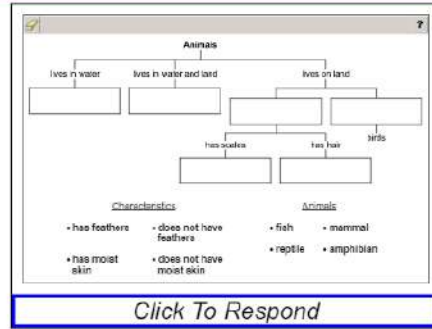 ?
Animals
lives in water
lives in water and land
lives on land
birds
has scales
has hair
Characteristics
Animals
• has feathers
• does not have
feathers
• has moist
skin
• does not have
moist skin
• fish
• mammal
• reptile
• amphibian
Click To Respond